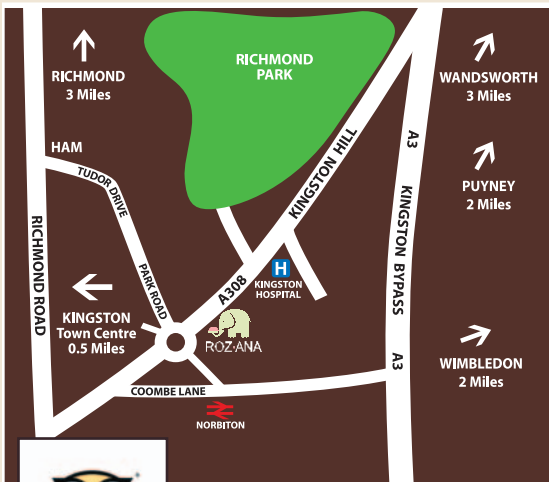 RICHMOND
PARK
RICHMOND
3 Miles
WANDSWORTH
3 Miles
HAM
TUDOR DRIVE
KINGSTON HILL
A3
PUYNEY
2 Miles
RICHMOND ROAD
PARK ROAD
KINGSTON BYPASS
H
KINGSTON
HOSPITAL
A308
KINGSTON
Town Centre
0.5 Miles
ROZ·ANA
A3
WIMBLEDON
2 Miles
COOMBE LANE
NORBITON